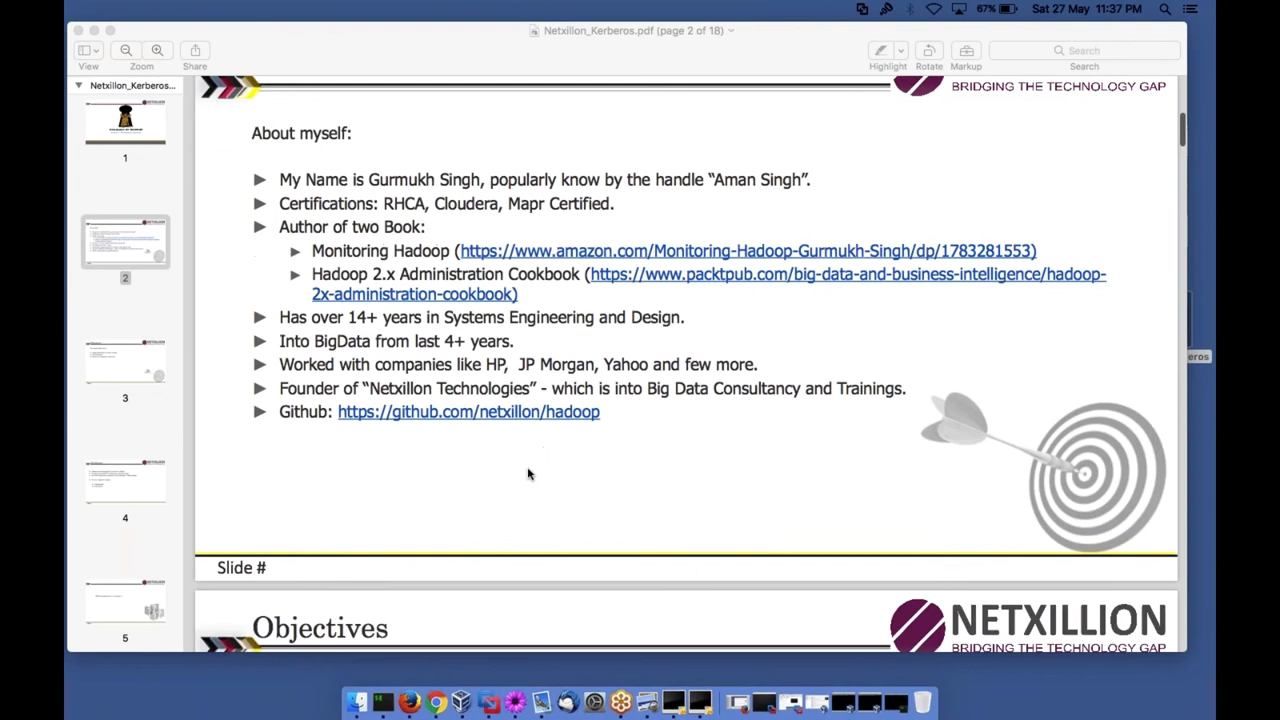 67%
Sat 27 May 11:37 PM
Netxillon_Kerberos.pdf (page 2 of 18)
View
Zoom
Share
Highlight
Rotate
Markup
Search
Search
Netxillon_Kerberos...
1
2
3
4
5
BRIDGING THE TECHNOLOGY GAP
About myself:
My Name is Gurmukh Singh, popularly know by the handle “Aman Singh”.
Certifications: RHCA, Cloudera, Mapr Certified.
Author of two Book:
Monitoring Hadoop (https://www.amazon.com/Monitoring-Hadoop-Gurmukh-Singh/dp/1783281553)
Hadoop 2.x Administration Cookbook (https://www.packtpub.com/big-data-and-business-intelligence/hadoop-
2x-administration-cookbook)
Has over 14+ years in Systems Engineering and Design.
Into BigData from last 4+ years.
Worked with companies like HP, JP Morgan, Yahoo and few more.
Founder of “Netxillon Technologies” - which is into Big Data Consultancy and Trainings.
Github: https://github.com/netxillon/hadoop
eros
Slide #
Objectives
NETXILLION
BRIDGING THE TECHNOLOGY GAP